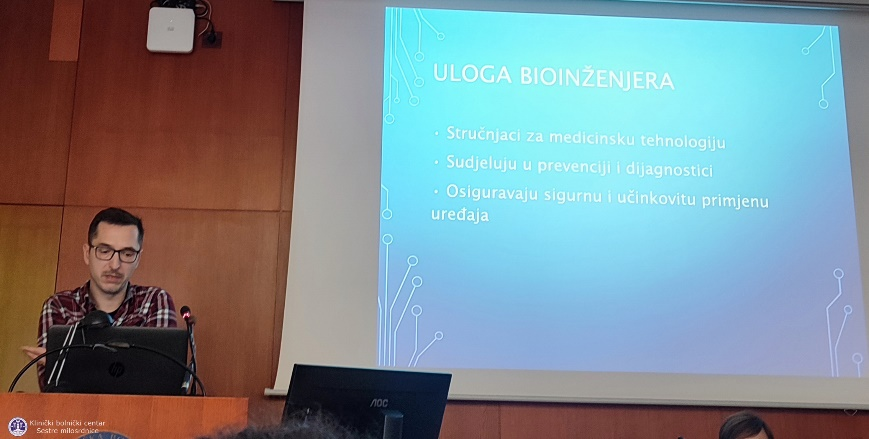 ULOGA BIOINŽENJERA
• Stručnjaci za medicinsku tehnologiju
• Sudjeluju u prevenciji i dijagnostici
• Osiguravaju sigurnu i učinkovitu primjenu
uređaja
hp
AOC
Klinički bolnički centar
Sestre milosrdnice